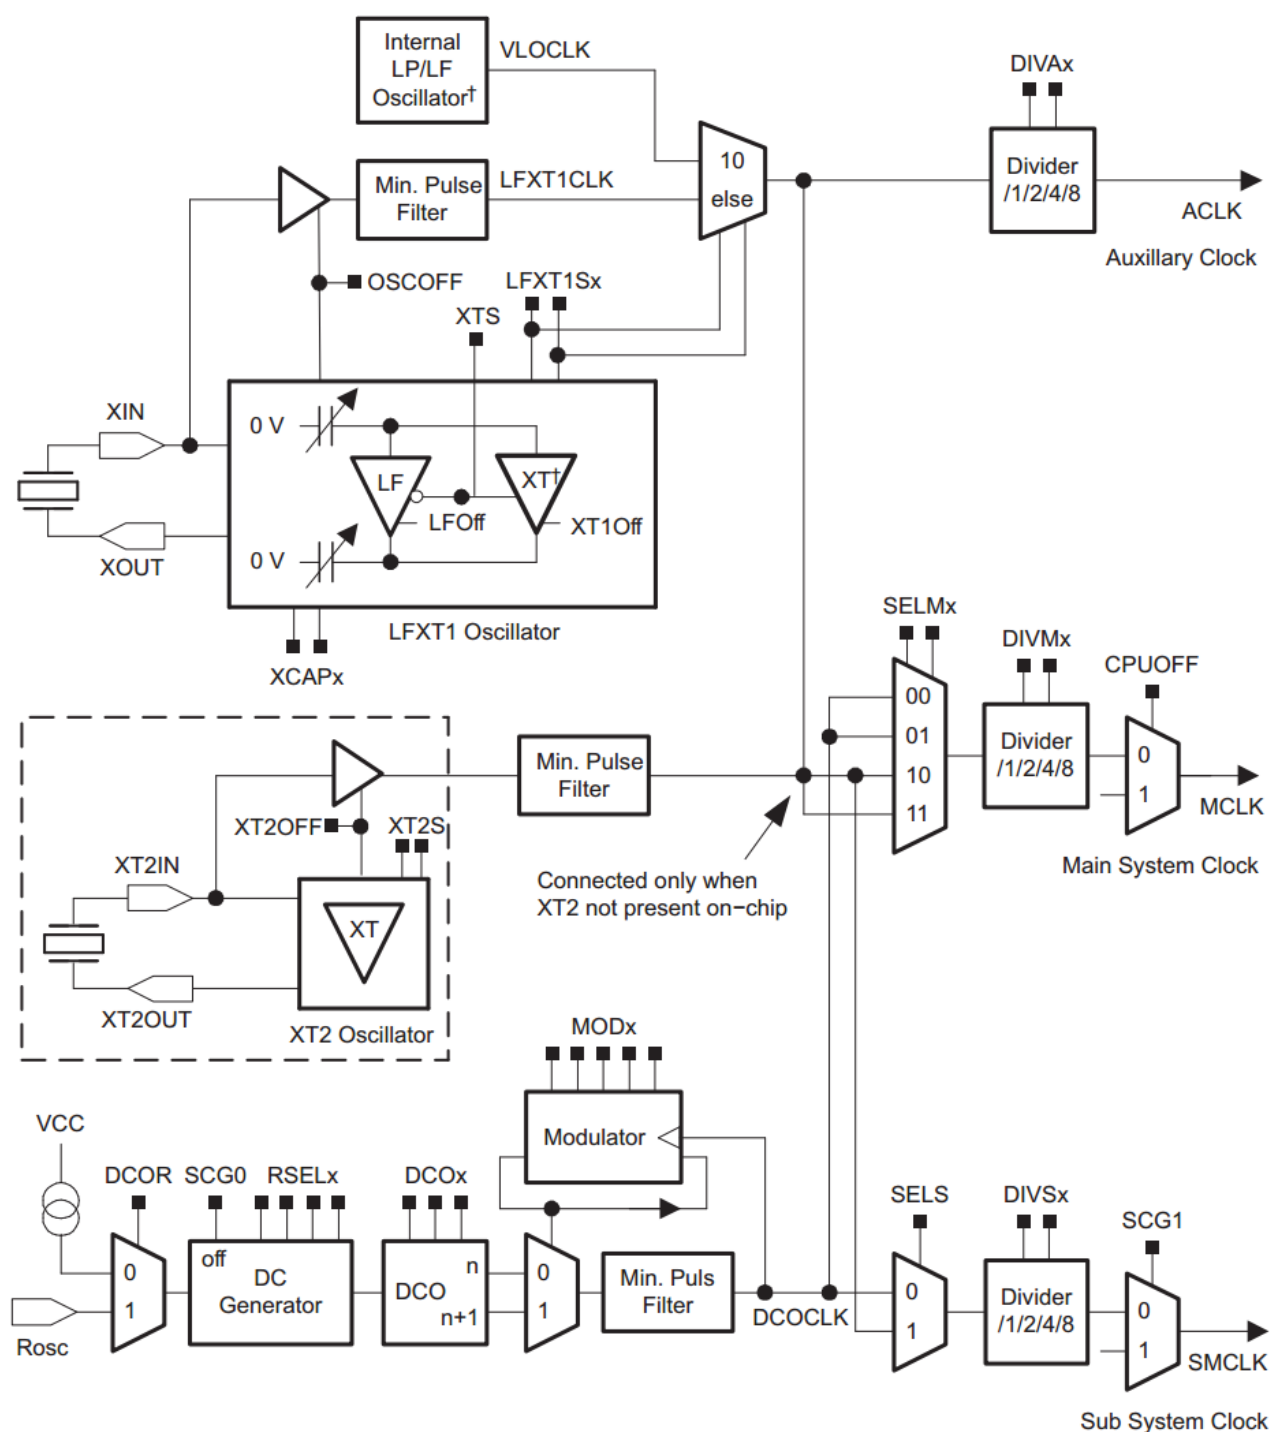 Internal
LP/LF
Oscillator†
VLOCLK
DIVAx
10
else
Divider
/1/2/4/8
Min. Pulse
Filter
LFXT1CLK
ACLK
Auxillary Clock
OSCOFF
LFXT1Sx
XTS
XIN
0 V
LF
XT†
LFOff
XT1Off
0 V
XOUT
LFXT1 Oscillator
XCAPx
SELMx
DIVMx
CPUOFF
00
01
10
11
Divider
/1/2/4/8
0
1
MCLK
Main System Clock
Min. Pulse
Filter
XT2OFF
XT2S
XT2IN
XT
XT2OUT
XT2 Oscillator
Connected only when
XT2 not present on−chip
MODx
Modulator
VCC
DCOR
SCG0
RSELx
DCOx
0
1
off
DC
Generator
DCO
n
n+1
0
1
Min. Puls
Filter
DCOCLK
Rosc
SELS
DIVSx
SCG1
0
1
Divider
/1/2/4/8
0
1
SMCLK
Sub System Clock